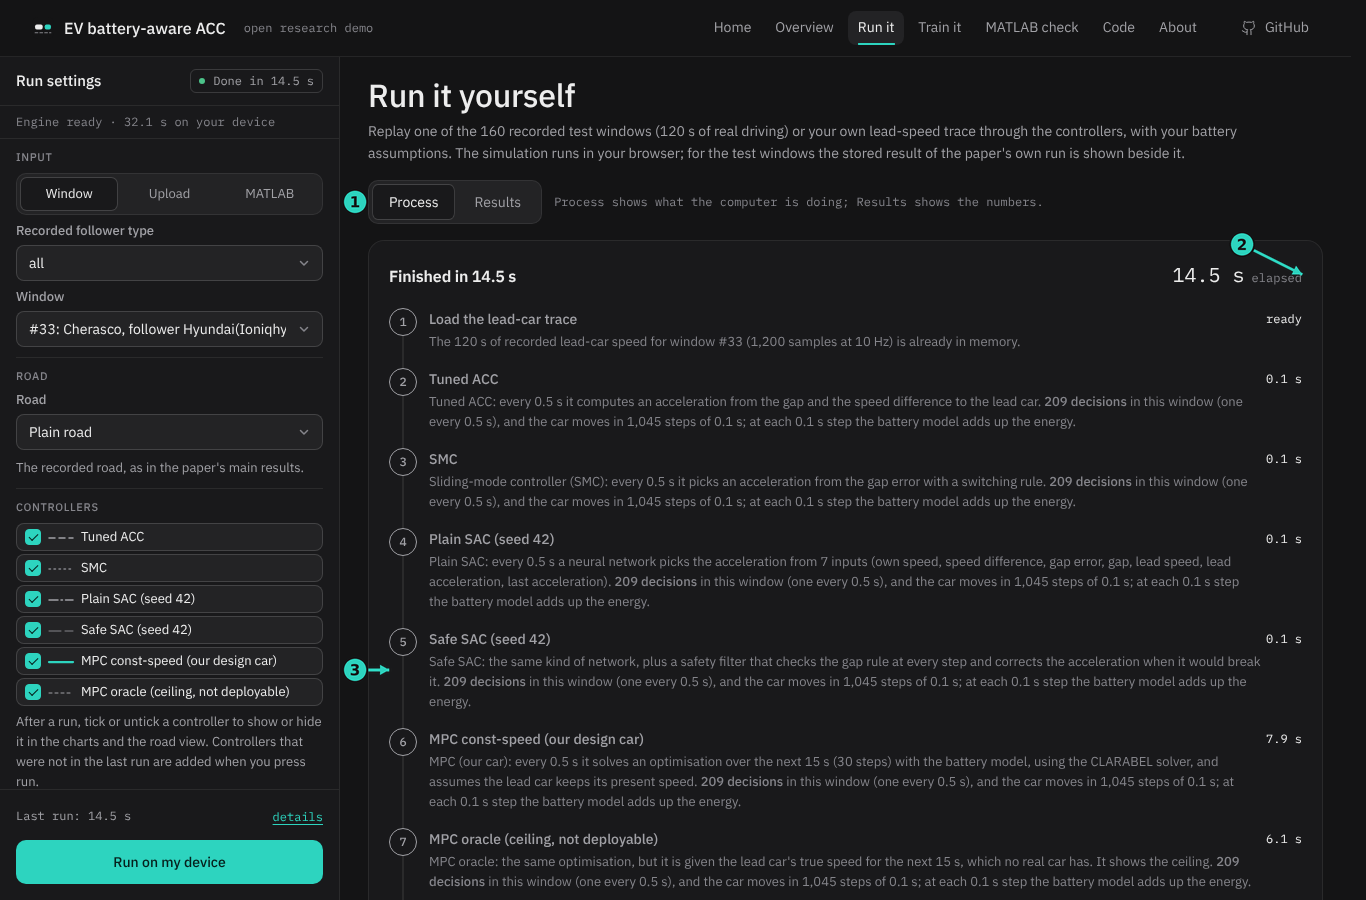 EV battery-aware ACC
open research demo
Home
Overview
Run it
Train it
MATLAB check
Code
About
GitHub
Run settings
Done in 14.5 s
Engine ready · 32.1 s on your device
INPUT
Window
Upload
MATLAB
Recorded follower type
all
Window
#33: Cherasco, follower Hyundai(Ioniqhy
ROAD
Road
Plain road
The recorded road, as in the paper's main results.
CONTROLLERS
Tuned ACC
SMC
Plain SAC (seed 42)
Safe SAC (seed 42)
MPC const-speed (our design car)
MPC oracle (ceiling, not deployable)
After a run, tick or untick a controller to show or hide
it in the charts and the road view. Controllers that
were not in the last run are added when you press
run.
Last run: 14.5 s
details
Run on my device
Run it yourself
Replay one of the 160 recorded test windows (120 s of real driving) or your own lead-speed trace through the controllers, with your battery
assumptions. The simulation runs in your browser; for the test windows the stored result of the paper's own run is shown beside it.
1
Process
Results
Process shows what the computer is doing; Results shows the numbers.
2
Finished in 14.5 s
14.5 s elapsed
1
Load the lead-car trace
ready
The 120 s of recorded lead-car speed for window #33 (1,200 samples at 10 Hz) is already in memory.
2
Tuned ACC
0.1 s
Tuned ACC: every 0.5 s it computes an acceleration from the gap and the speed difference to the lead car. 209 decisions in this window (one
every 0.5 s), and the car moves in 1,045 steps of 0.1 s; at each 0.1 s step the battery model adds up the energy.
3
SMC
0.1 s
Sliding-mode controller (SMC): every 0.5 s it picks an acceleration from the gap error with a switching rule. 209 decisions in this window (one
every 0.5 s), and the car moves in 1,045 steps of 0.1 s; at each 0.1 s step the battery model adds up the energy.
4
Plain SAC (seed 42)
0.1 s
Plain SAC: every 0.5 s a neural network picks the acceleration from 7 inputs (own speed, speed difference, gap error, gap, lead speed, lead
acceleration, last acceleration). 209 decisions in this window (one every 0.5 s), and the car moves in 1,045 steps of 0.1 s; at each 0.1 s step
the battery model adds up the energy.
5
Safe SAC (seed 42)
0.1 s
3
Safe SAC: the same kind of network, plus a safety filter that checks the gap rule at every step and corrects the acceleration when it would break
it. 209 decisions in this window (one every 0.5 s), and the car moves in 1,045 steps of 0.1 s; at each 0.1 s step the battery model adds up the
energy.
6
MPC const-speed (our design car)
7.9 s
MPC (our car): every 0.5 s it solves an optimisation over the next 15 s (30 steps) with the battery model, using the CLARABEL solver, and
assumes the lead car keeps its present speed. 209 decisions in this window (one every 0.5 s), and the car moves in 1,045 steps of 0.1 s; at
each 0.1 s step the battery model adds up the energy.
7
MPC oracle (ceiling, not deployable)
6.1 s
MPC oracle: the same optimisation, but it is given the lead car's true speed for the next 15 s, which no real car has. It shows the ceiling. 209
decisions in this window (one every 0.5 s), and the car moves in 1,045 steps of 0.1 s; at each 0.1 s step the battery model adds up the energy.